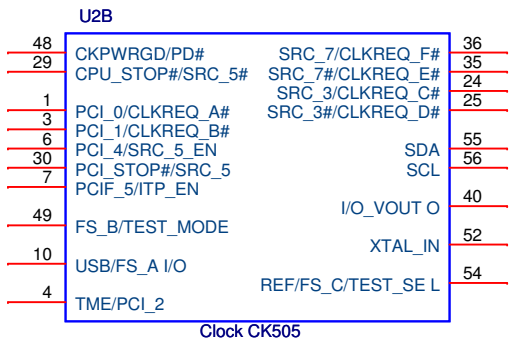 U2B
48 CKPWRGD/PD#
29 CPU_STOP#/SRC_5#
1 PCI_0/CLKREQ_A#
3 PCI_1/CLKREQ_B#
6 PCI_4/SRC_5_EN
30 PCI_STOP#/SRC_5
7 PCIF_5/ITP_EN
49 FS_B/TEST_MODE
10 USB/FS_A I/O
4 TME/PCI_2
SRC_7/CLKREQ_F# 36
SRC_7#/CLKREQ_E# 35
SRC_3/CLKREQ_C# 24
SRC_3#/CLKREQ_D# 25
SDA 55
SCL 56
I/O_VOUT O 40
XTAL_IN 52
REF/FS_C/TEST_SE L 54
Clock CK505